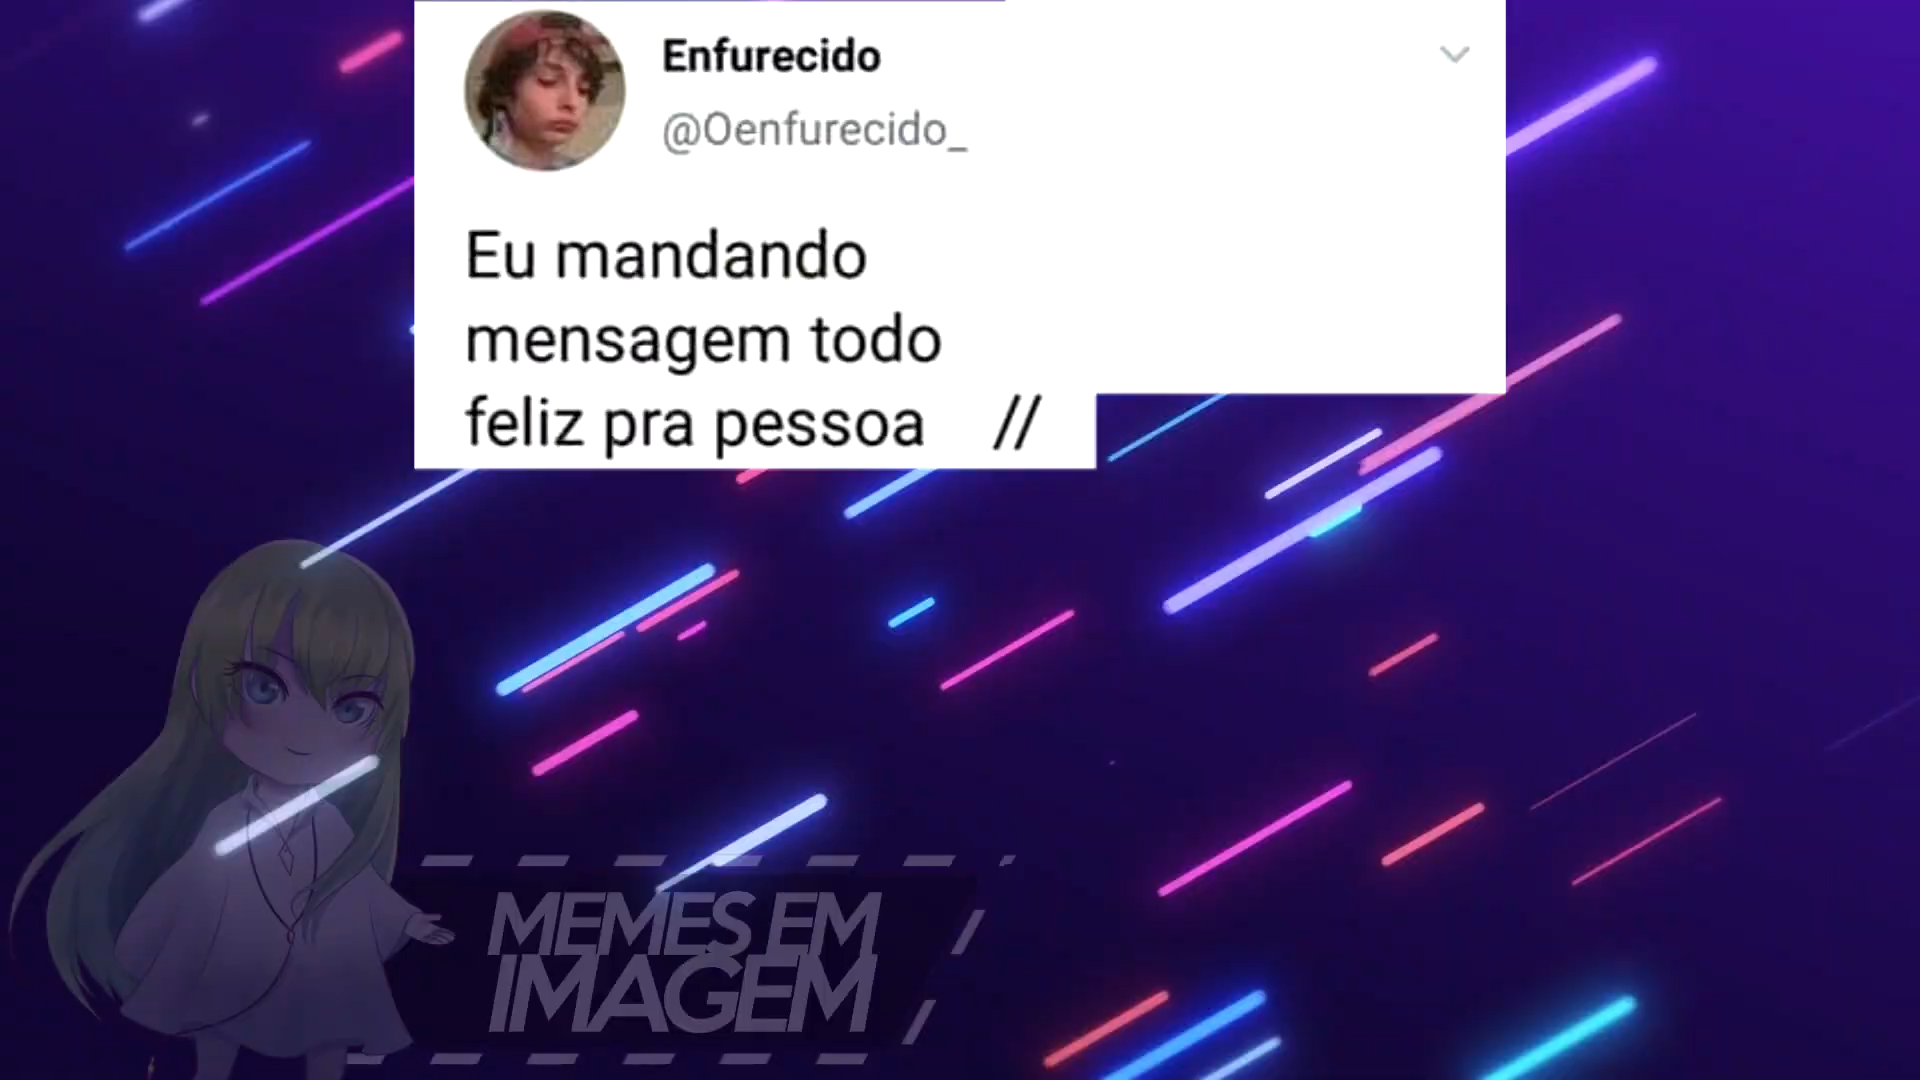 Enfurecido
@Oenfurecido_
Eu mandando
mensagem todo
feliz pra pessoa //
MEMES EM
IMAGEM